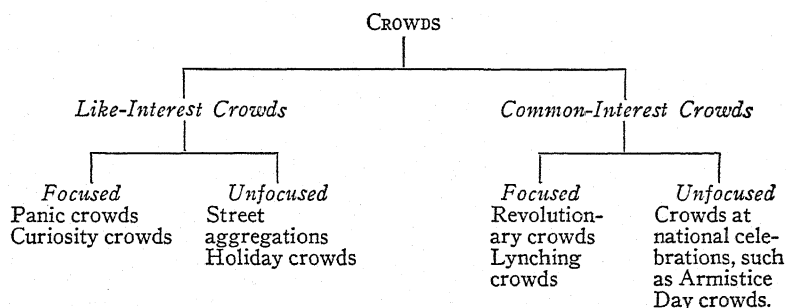 CROWDS
Like-Interest Crowds
Common-Interest Crowds
Focused
Panic crowds
Curiosity crowds
Unfocused
Street
aggregations
Holiday crowds
Focused
Revolution-
ary crowds
Lynching
crowds
Unfocused
Crowds at
national cele-
brations, such
as Armistice
Day crowds.